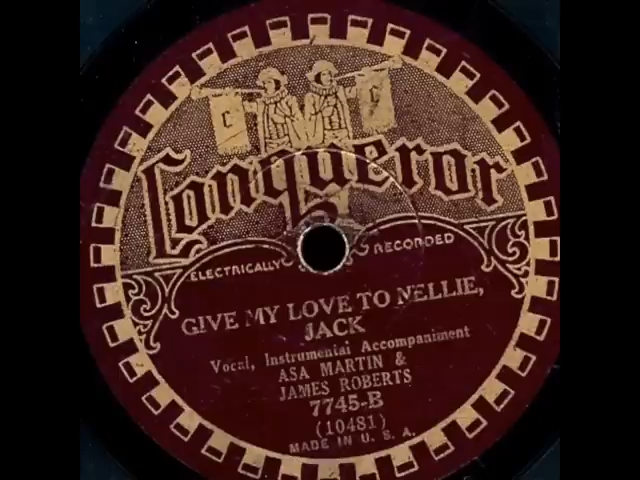 C C
Conqueror
ELECTRICALLY RECORDED
GIVE MY LOVE TO NELLIE,
JACK
Vocal, Instrumental Accompaniment
ASA MARTIN &
JAMES ROBERTS
7745-B
(10481)
MADE IN U.S.A.